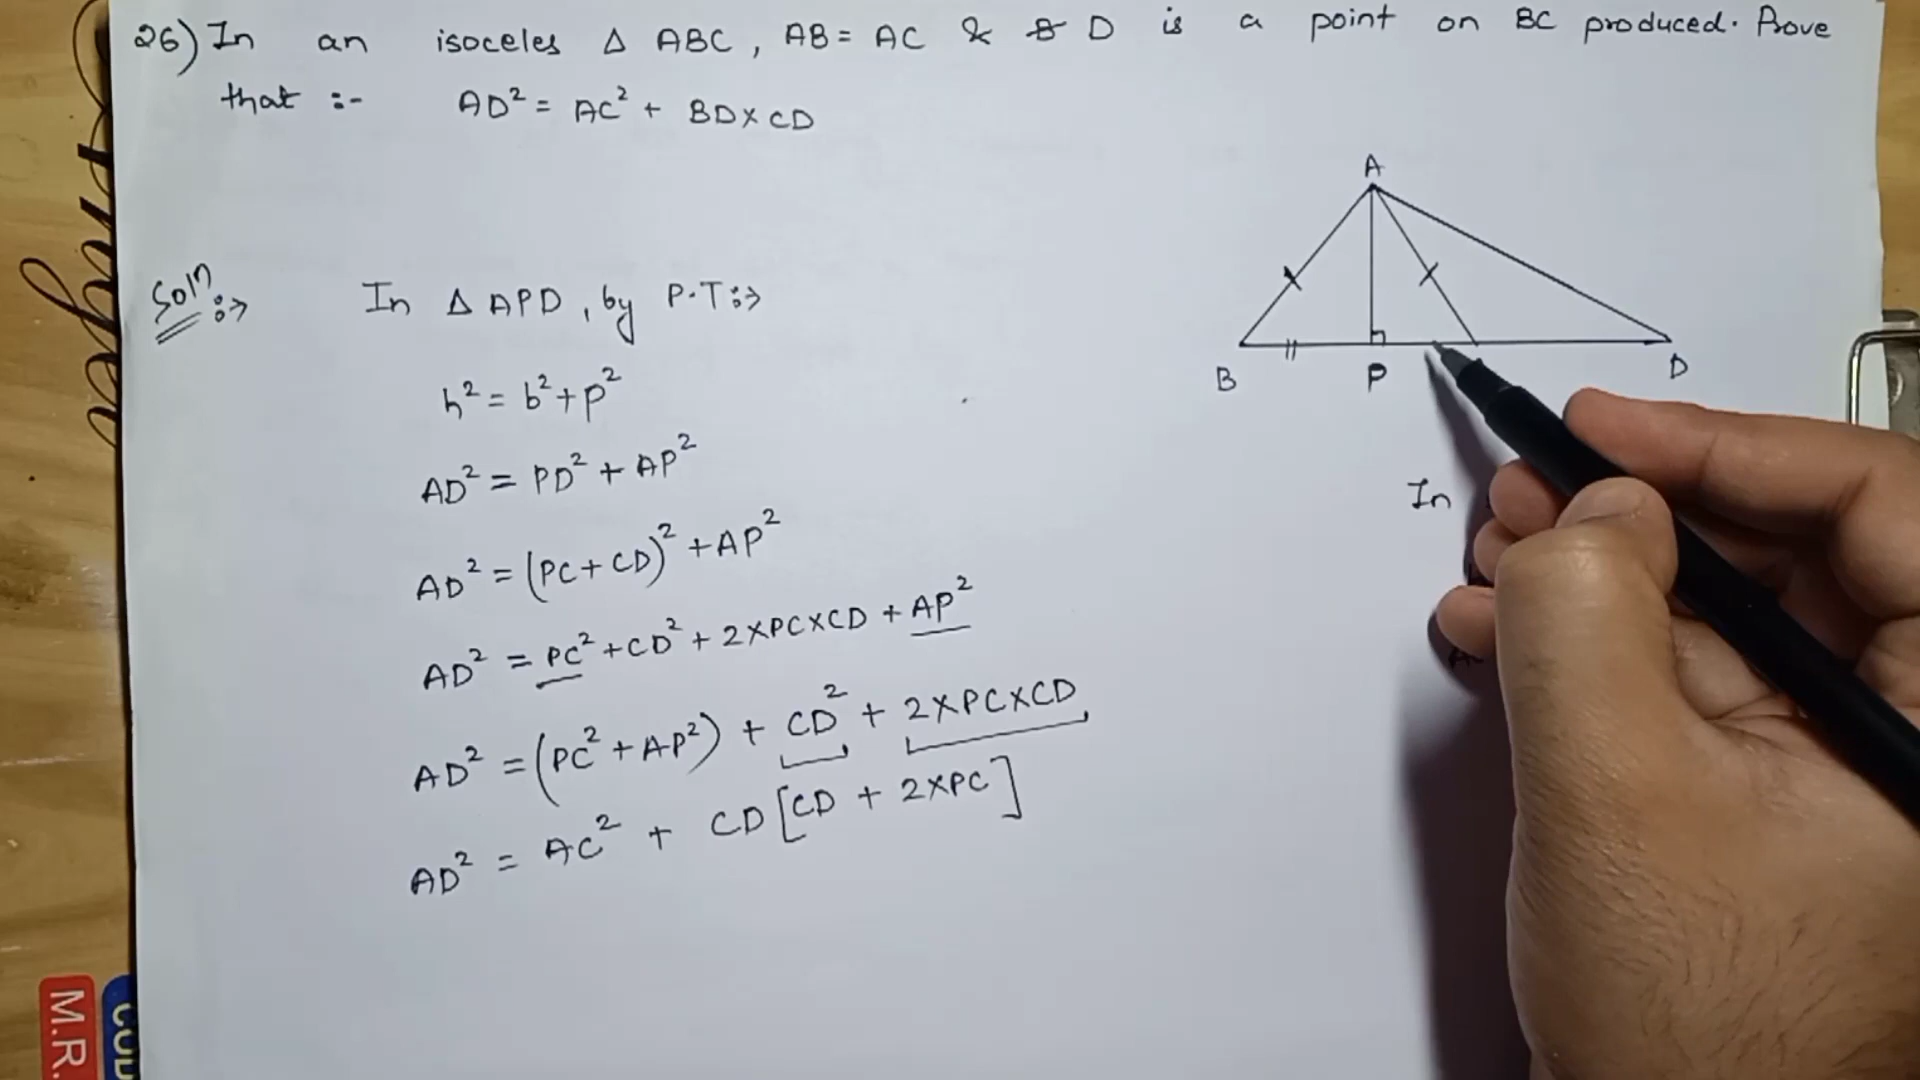 26) In an isoceles Δ ABC, AB = AC & D is a point on BC produced. Prove
that :- AD² = AC² + BD×CD
A
B
P
D
Soln :→
In Δ APD, by P.T :→
h² = b² + p²
AD² = PD² + AP²
In
AD² = (PC + CD)² + AP²
AD² = PC² + CD² + 2×PC×CD + AP²
AD² = (PC² + AP²) + CD² + 2×PC×CD
AD² = AC² + CD [CD + 2×PC]
M.R.